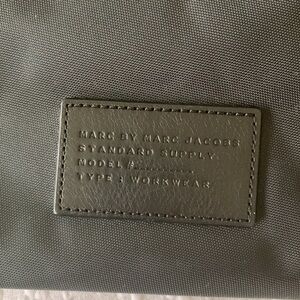 MARC BY MARC JACOBS
STANDARD SUPPLY
MODEL#..........
TYPE : WORKWEAR